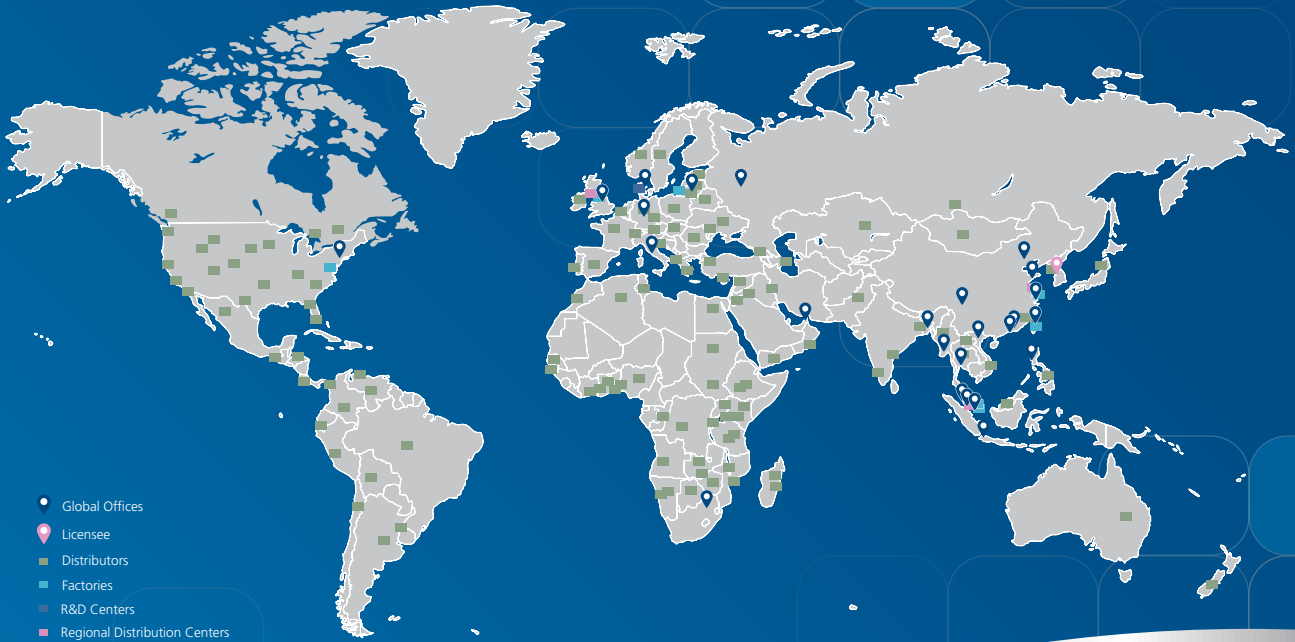 Global Offices
Licensee
Distributors
Factories
R&D Centers
Regional Distribution Centers